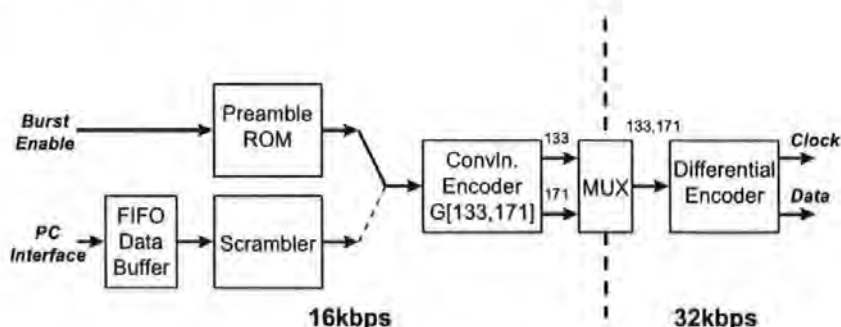 Burst
Enable
Preamble
ROM
PC
Interface
FIFO
Data
Buffer
Scrambler
Convln.
Encoder
G[133,171]
133
171
MUX
133,171
Differential
Encoder
Clock
Data
16kbps
32kbps